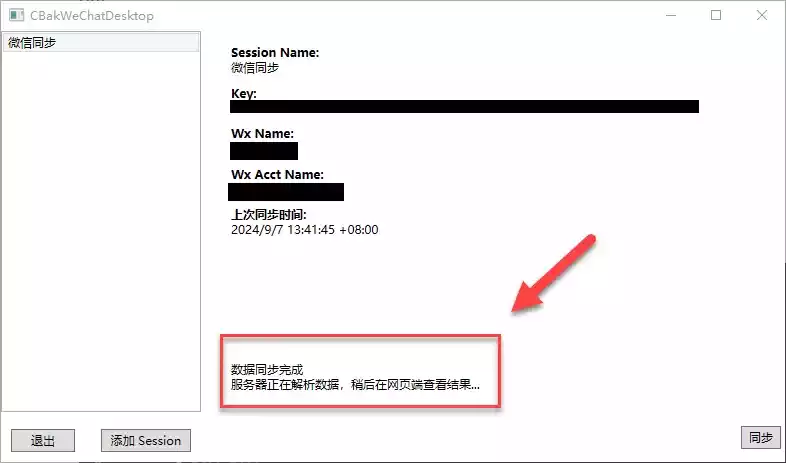 CBakWeChatDesktop
微信同步
Session Name:
微信同步
Key:
Wx Name:
Wx Acct Name:
上次同步时间:
2024/9/7 13:41:45 +08:00
数据同步完成
服务器正在解析数据，稍后在网页端查看结果...
退出
添加 Session
同步